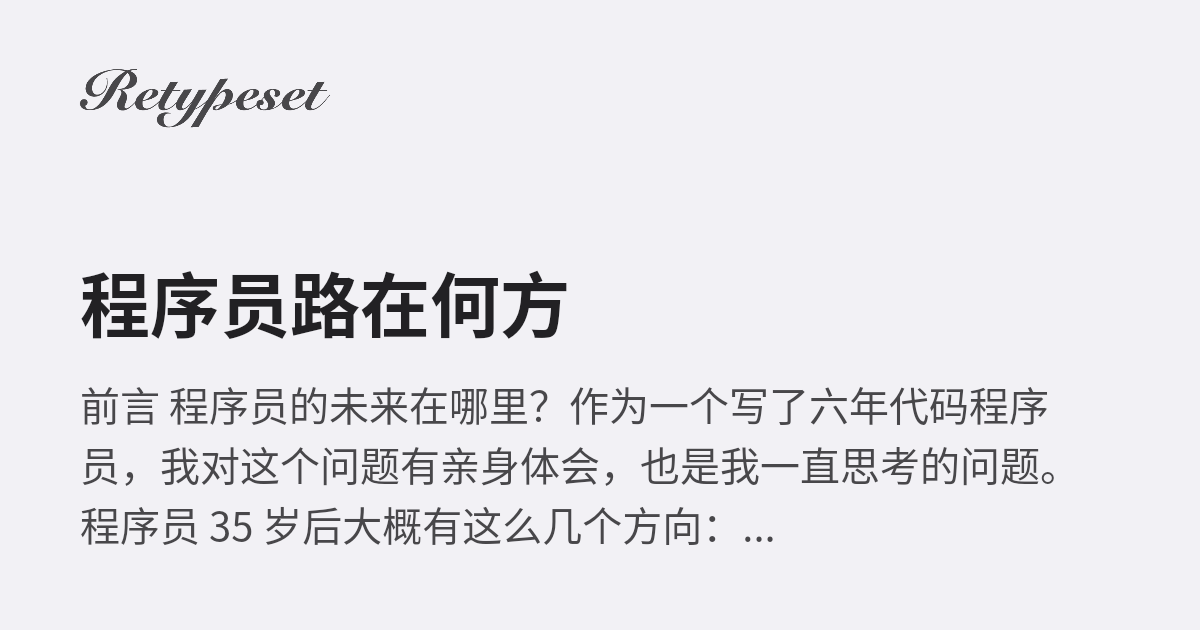 Retypeset
程序员路在何方
前言 程序员的未来在哪里？作为一个写了六年代码程序
员，我对这个问题有亲身体会，也是我一直思考的问题。
程序员 35 岁后大概有这么几个方向：...